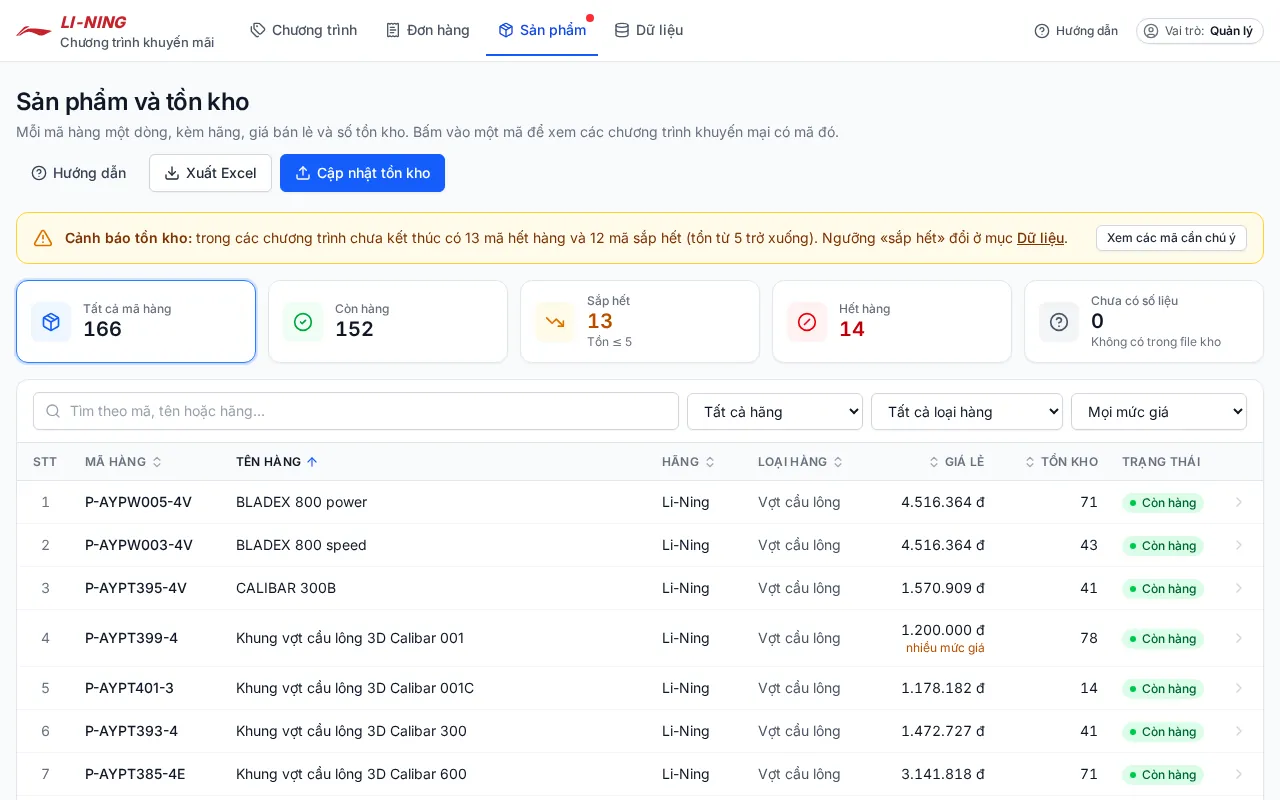 LI-NING
Chương trình khuyến mãi
Chương trình
Đơn hàng
Sản phẩm
Dữ liệu
Hướng dẫn
Vai trò: Quản lý
Sản phẩm và tồn kho
Mỗi mã hàng một dòng, kèm hãng, giá bán lẻ và số tồn kho. Bấm vào một mã để xem các chương trình khuyến mại có mã đó.
Hướng dẫn
Xuất Excel
Cập nhật tồn kho
Cảnh báo tồn kho: trong các chương trình chưa kết thúc có 13 mã hết hàng và 12 mã sắp hết (tồn từ 5 trở xuống). Ngưỡng «sắp hết» đổi ở mục Dữ liệu.
Xem các mã cần chú ý
Tất cả mã hàng
166
Còn hàng
152
Sắp hết
13
Tồn ≤ 5
Hết hàng
14
Chưa có số liệu
0
Không có trong file kho
Tìm theo mã, tên hoặc hãng...
Tất cả hãng
Tất cả loại hàng
Mọi mức giá
STT MÃ HÀNG TÊN HÀNG HÃNG LOẠI HÀNG GIÁ LẺ TỒN KHO TRẠNG THÁI
1 P-AYPW005-4V BLADEX 800 power Li-Ning Vợt cầu lông 4.516.364 đ 71 Còn hàng
2 P-AYPW003-4V BLADEX 800 speed Li-Ning Vợt cầu lông 4.516.364 đ 43 Còn hàng
3 P-AYPT395-4V CALIBAR 300B Li-Ning Vợt cầu lông 1.570.909 đ 41 Còn hàng
4 P-AYPT399-4 Khung vợt cầu lông 3D Calibar 001 Li-Ning Vợt cầu lông 1.200.000 đ 78 Còn hàng
nhiều mức giá
5 P-AYPT401-3 Khung vợt cầu lông 3D Calibar 001C Li-Ning Vợt cầu lông 1.178.182 đ 14 Còn hàng
6 P-AYPT393-4 Khung vợt cầu lông 3D Calibar 300 Li-Ning Vợt cầu lông 1.472.727 đ 41 Còn hàng
7 P-AYPT385-4E Khung vợt cầu lông 3D Calibar 600 Li-Ning Vợt cầu lông 3.141.818 đ 71 Còn hàng